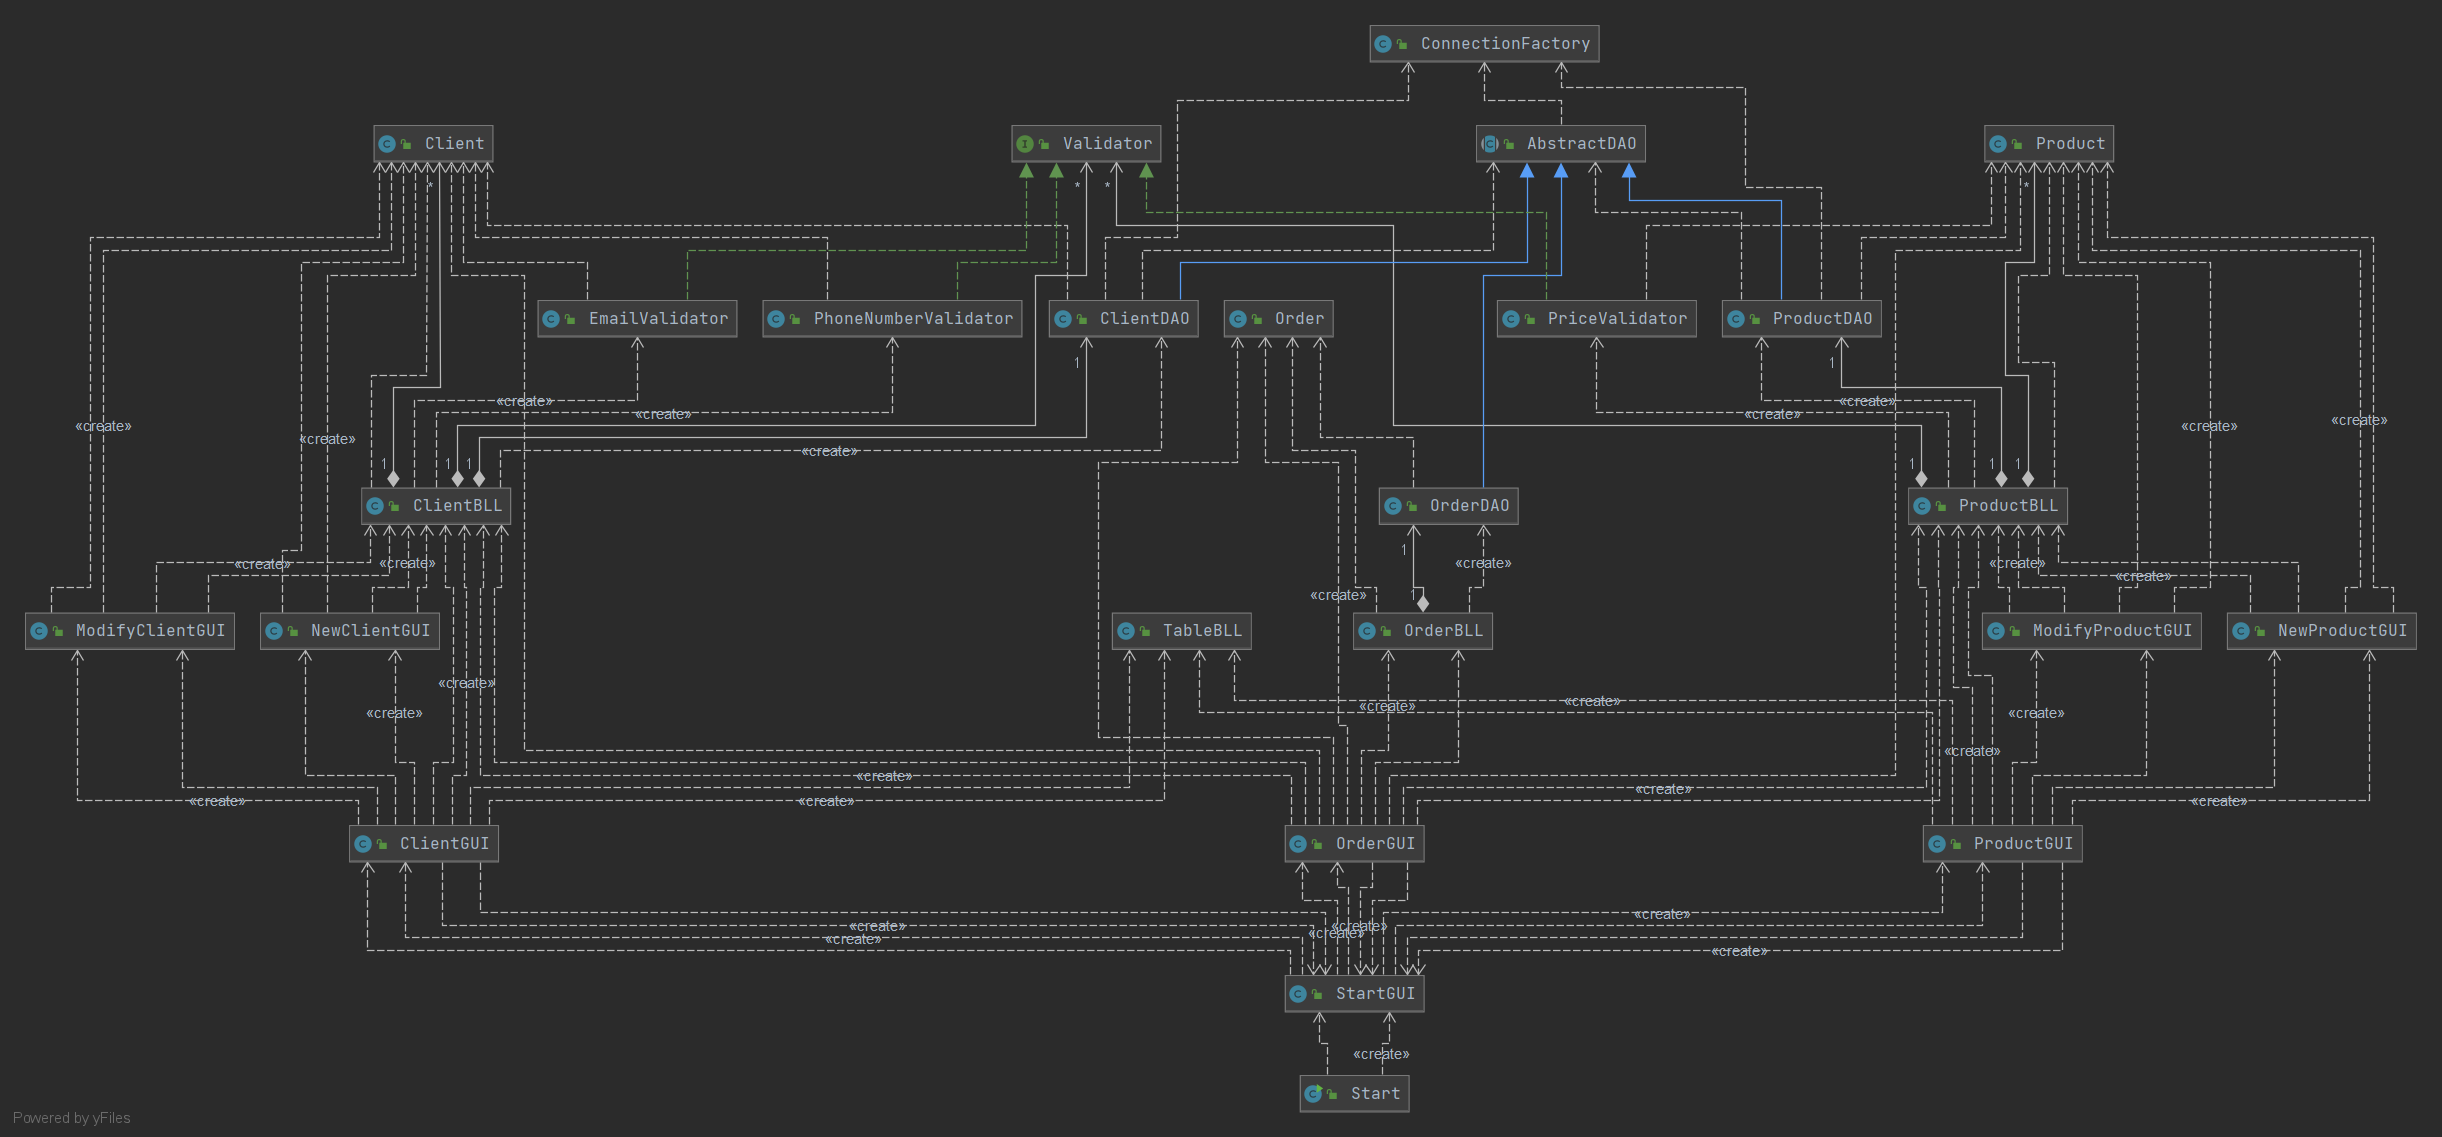 ConnectionFactory
Client
Validator
AbstractDAO
Product
*
*
*
*
EmailValidator
PhoneNumberValidator
ClientDAO
Order
PriceValidator
ProductDAO
1
1
«create»
«create»
«create»
«create»
«create»
«create»
«create»
«create»
«create»
1
1
1
1
1
1
ClientBLL
OrderDAO
ProductBLL
1
«create»
«create»
«create»
«create»
«create»
1
«create»
ModifyClientGUI
NewClientGUI
TableBLL
OrderBLL
ModifyProductGUI
NewProductGUI
«create»
«create»
«create»
«create»
«create»
«create»
«create»
«create»
«create»
«create»
«create»
ClientGUI
OrderGUI
ProductGUI
«create»
«create»
«create»
«create»
«create»
«create»
StartGUI
«create»
Start
Powered by yFiles